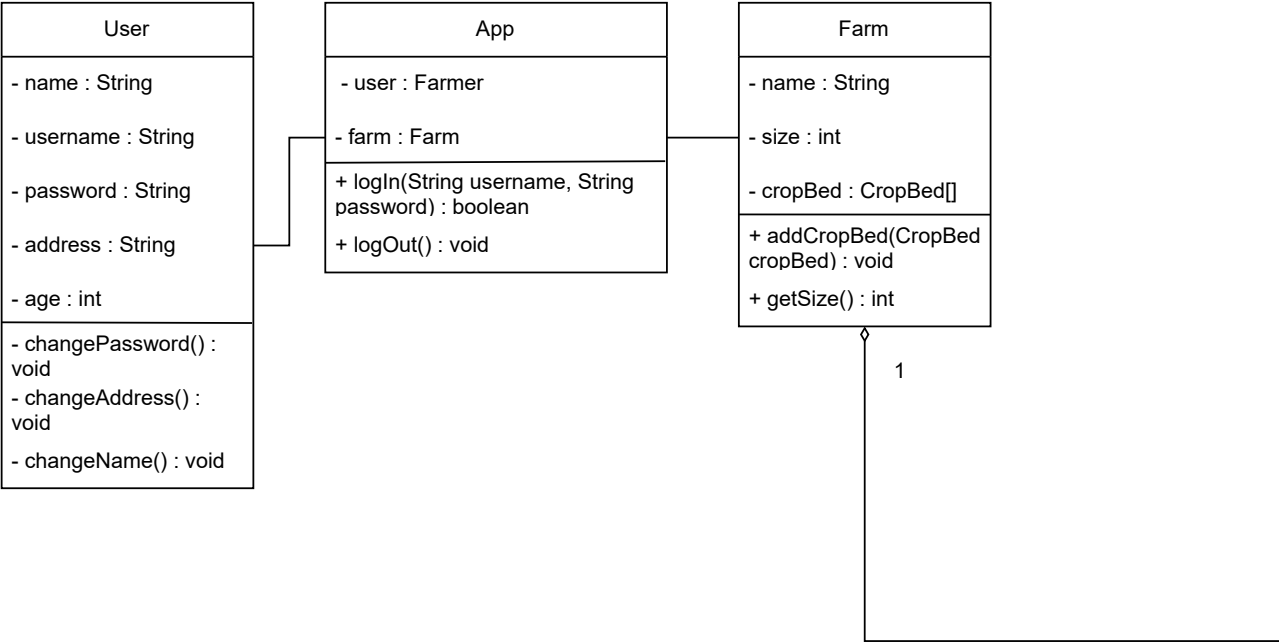 User
- name : String
- username : String
- password : String
- address : String
- age : int
- changePassword() :
void
- changeAddress() :
void
- changeName() : void
App
- user : Farmer
- farm : Farm
+ logIn(String username, String
password) : boolean
+ logOut() : void
Farm
- name : String
- size : int
- cropBed : CropBed[]
+ addCropBed(CropBed
cropBed) : void
+ getSize() : int
1